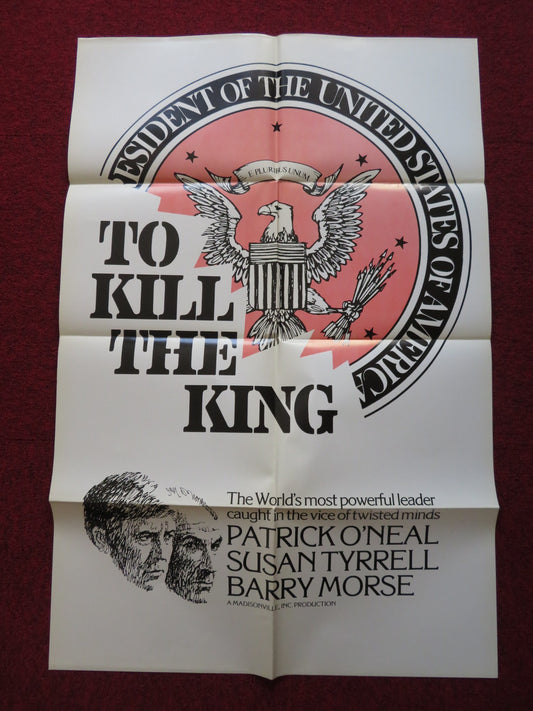 ESIDENT OF THE UNITED STATES OF AMERICA
E PLURIBUS UNUM
TO
KILL
THE
KING
The World's most powerful leader
caught in the vice of twisted minds
PATRICK O'NEAL
SUSAN TYRRELL
BARRY MORSE
A MADISONVILLE, INC. PRODUCTION